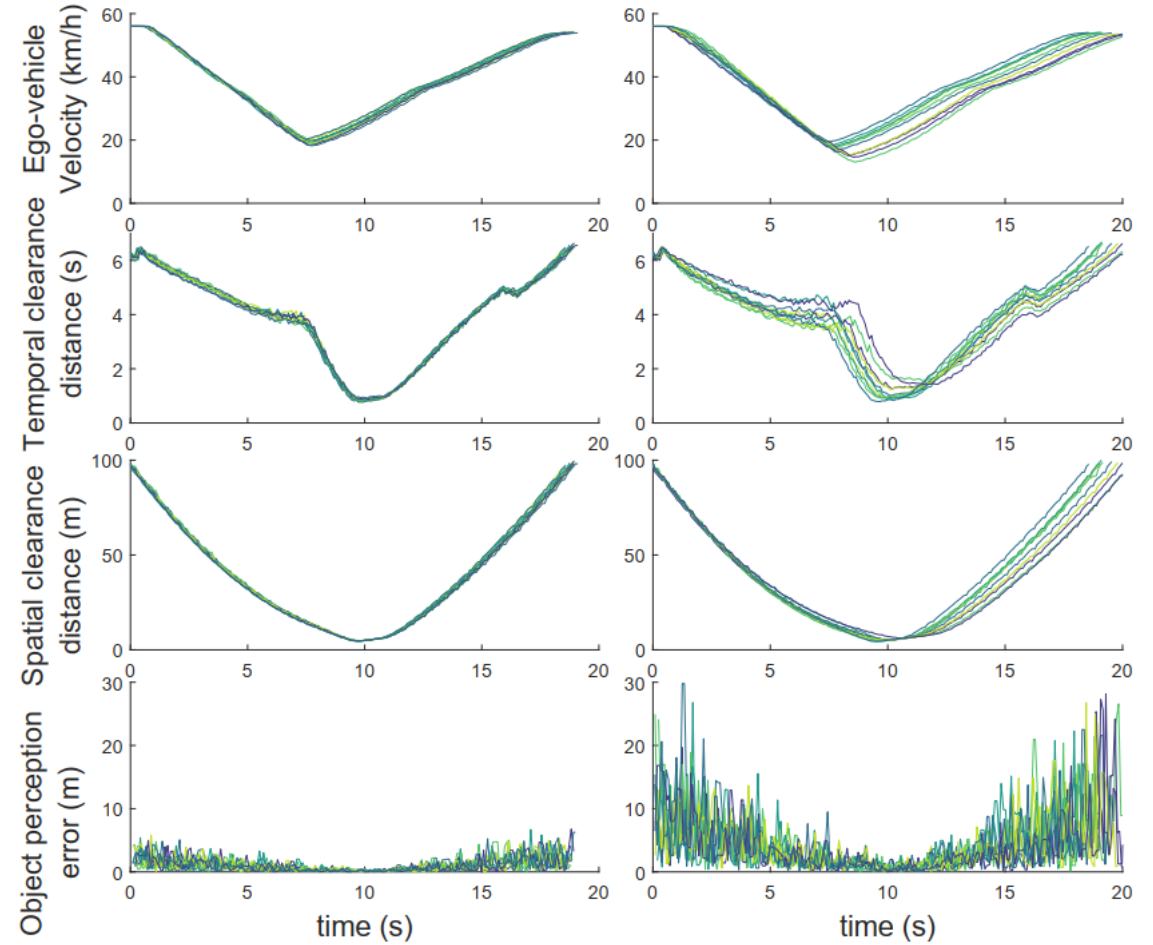 Ego-vehicle
Velocity (km/h)
60
40
20
0
0 5 10 15 20
60
40
20
0
0 5 10 15 20
Temporal clearance
distance (s)
6
4
2
0
0 5 10 15 20
6
4
2
0
0 5 10 15 20
Spatial clearance
distance (m)
100
50
0
0 5 10 15 20
100
50
0
0 5 10 15 20
Object perception
error (m)
30
20
10
0
0 5 10 15 20
time (s)
30
20
10
0
0 5 10 15 20
time (s)